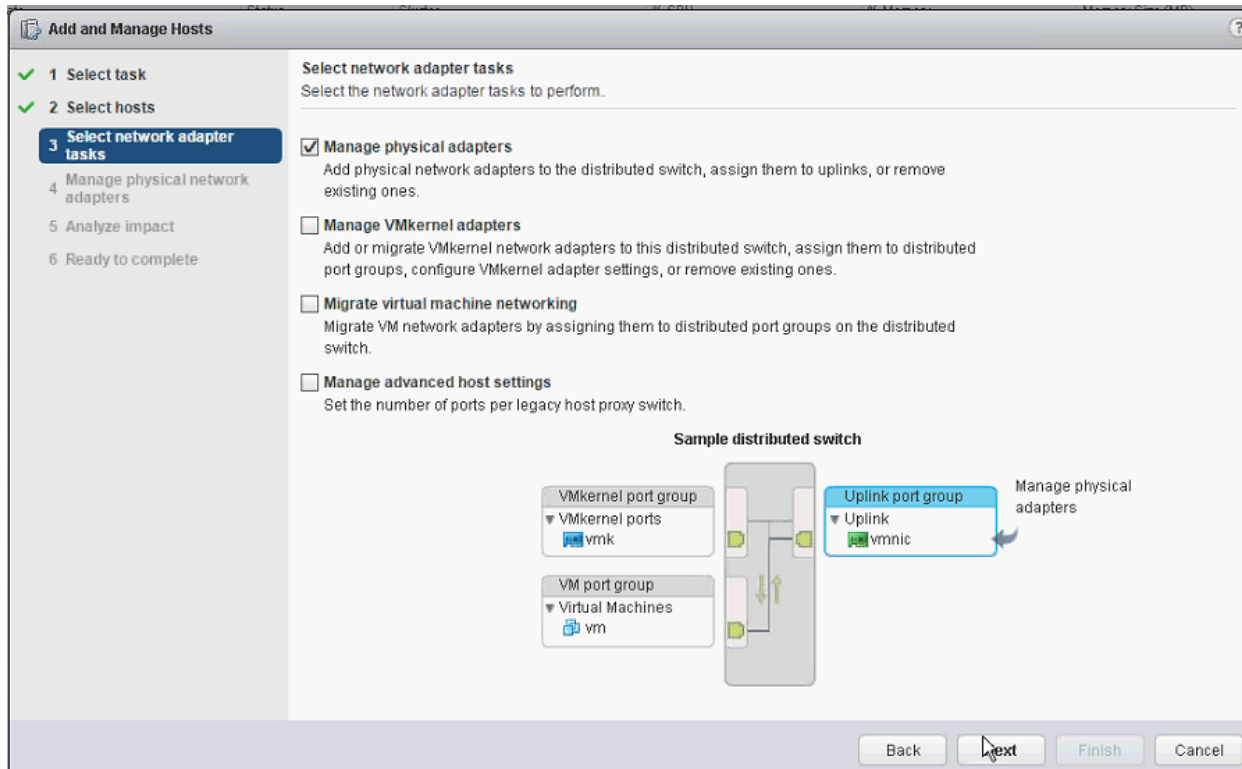 Add and Manage Hosts
?
1 Select task
2 Select hosts
3 Select network adapter
tasks
4 Manage physical network
adapters
5 Analyze impact
6 Ready to complete
Select network adapter tasks
Select the network adapter tasks to perform.
Manage physical adapters
Add physical network adapters to the distributed switch, assign them to uplinks, or remove
existing ones.
Manage VMkernel adapters
Add or migrate VMkernel network adapters to this distributed switch, assign them to distributed
port groups, configure VMkernel adapter settings, or remove existing ones.
Migrate virtual machine networking
Migrate VM network adapters by assigning them to distributed port groups on the distributed
switch.
Manage advanced host settings
Set the number of ports per legacy host proxy switch.
Sample distributed switch
VMkernel port group
VMkernel ports
vmk
VM port group
Virtual Machines
vm
Uplink port group
Uplink
vmnic
Manage physical
adapters
Back
Next
Finish
Cancel